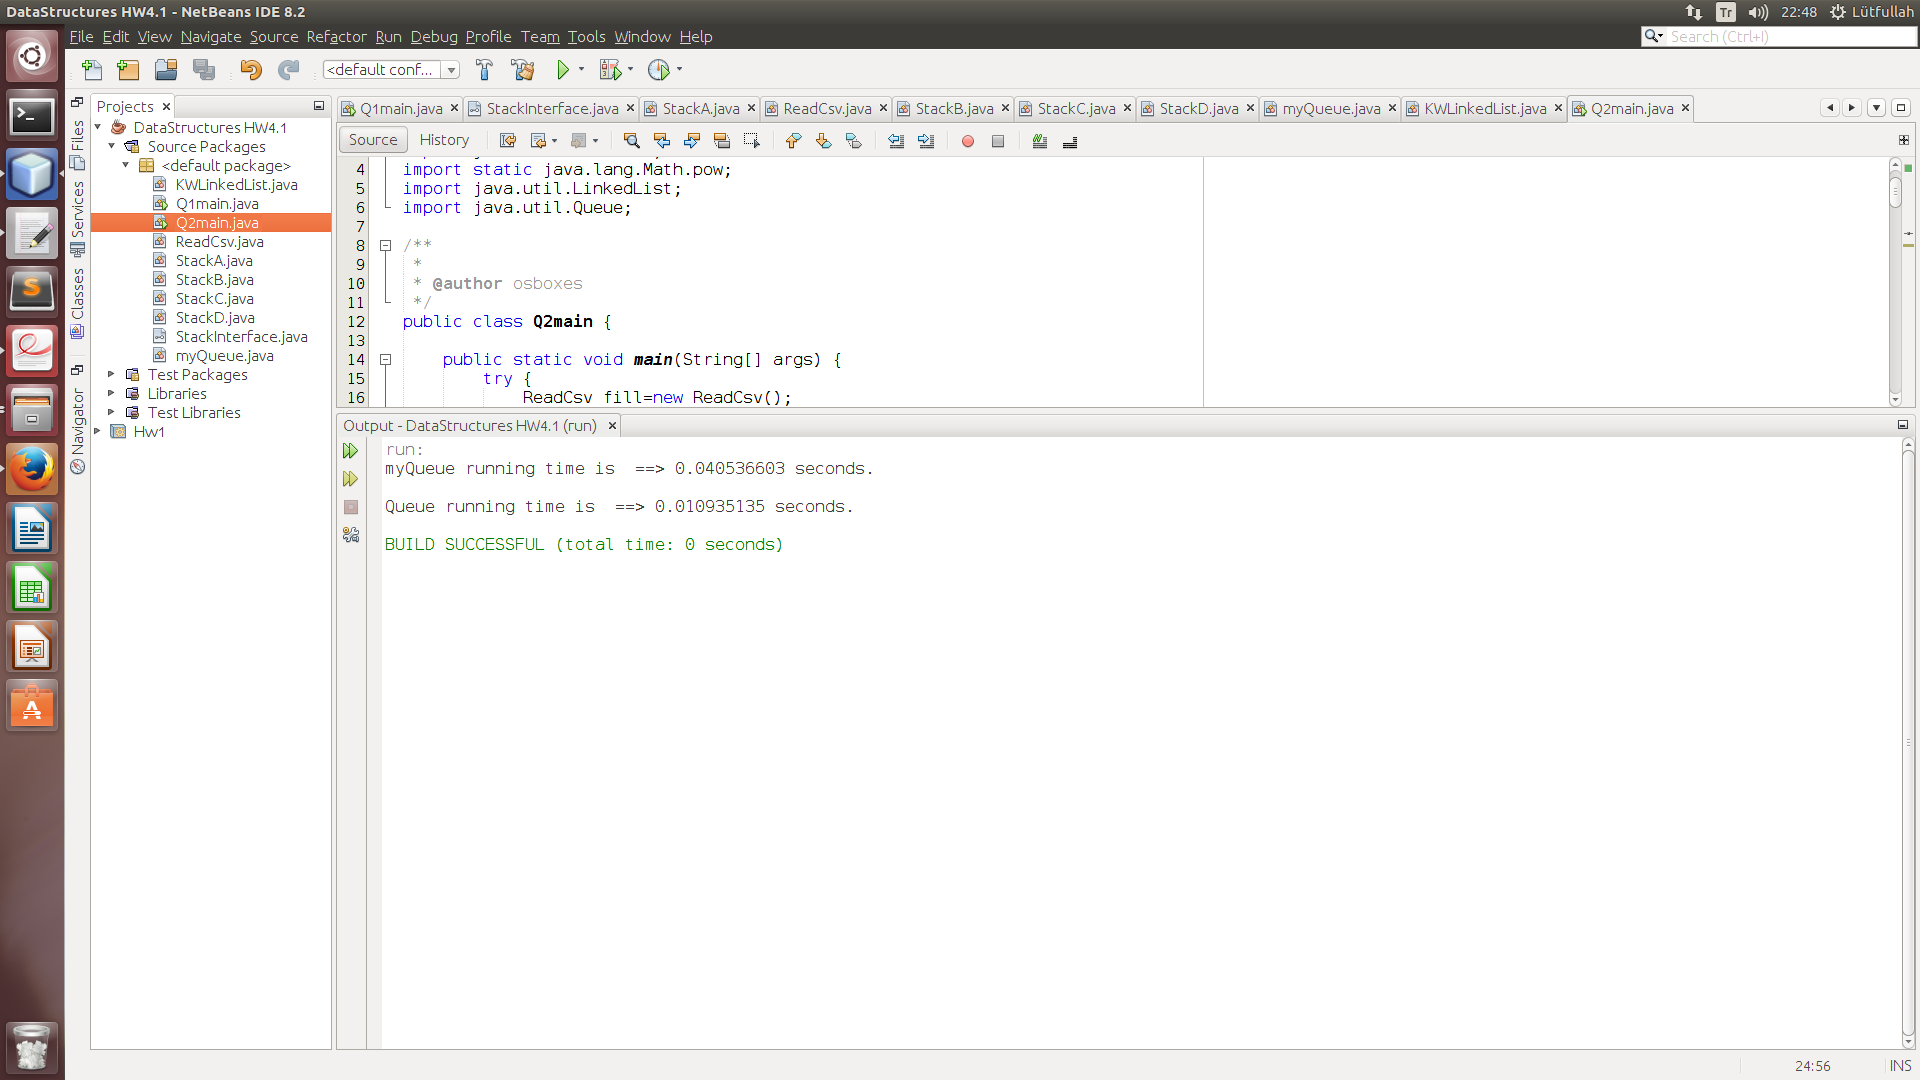 DataStructures HW4.1 - NetBeans IDE 8.2
Tr 22:48 Lütfullah
File Edit View Navigate Source Refactor Run Debug Profile Team Tools Window Help
Search (Ctrl+I)
<default conf...
Projects
Files
Services
Classes
Navigator
DataStructures HW4.1
Source Packages
<default package>
KWLinkedList.java
Q1main.java
Q2main.java
ReadCsv.java
StackA.java
StackB.java
StackC.java
StackD.java
StackInterface.java
myQueue.java
Test Packages
Libraries
Test Libraries
Hw1
Q1main.java StackInterface.java StackA.java ReadCsv.java StackB.java StackC.java StackD.java myQueue.java KWLinkedList.java Q2main.java
Source History
4 import static java.lang.Math.pow;
5 import java.util.LinkedList;
6 import java.util.Queue;
7
8 /**
9 *
10 * @author osboxes
11 */
12 public class Q2main {
13
14 public static void main(String[] args) {
15 try {
16 ReadCsv fill=new ReadCsv();
Output - DataStructures HW4.1 (run)
run:
myQueue running time is ==> 0.040536603 seconds.
Queue running time is ==> 0.010935135 seconds.
BUILD SUCCESSFUL (total time: 0 seconds)
24:56 INS